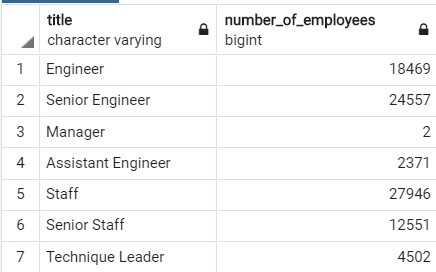 title number_of_employees
character varying bigint
1 Engineer 18469
2 Senior Engineer 24557
3 Manager 2
4 Assistant Engineer 2371
5 Staff 27946
6 Senior Staff 12551
7 Technique Leader 4502